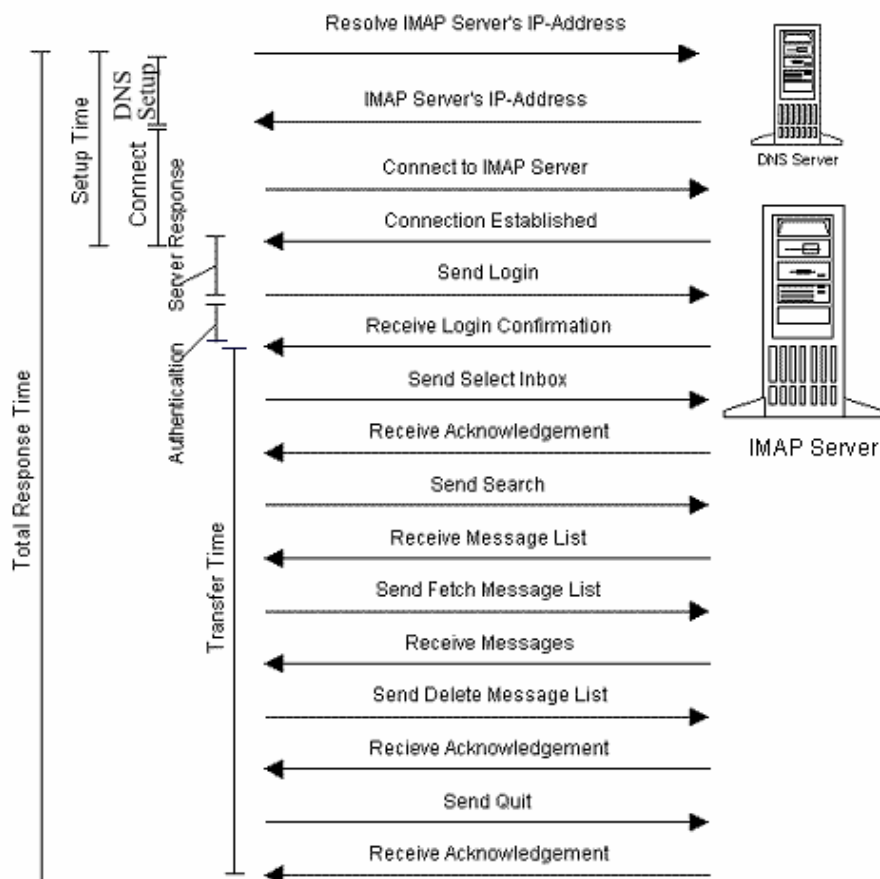 Resolve IMAP Server's IP-Address
DNS
Setup
Setup Time
IMAP Server's IP-Address
DNS Server
Connect
Connect to IMAP Server
Connection Established
Server Response
Send Login
Receive Login Confirmation
Authenticaltion
Send Select Inbox
Receive Acknowledgement
IMAP Server
Total Response Time
Send Search
Receive Message List
Transfer Time
Send Fetch Message List
Receive Messages
Send Delete Message List
Recieve Acknowledgement
Send Quit
Receive Acknowledgement